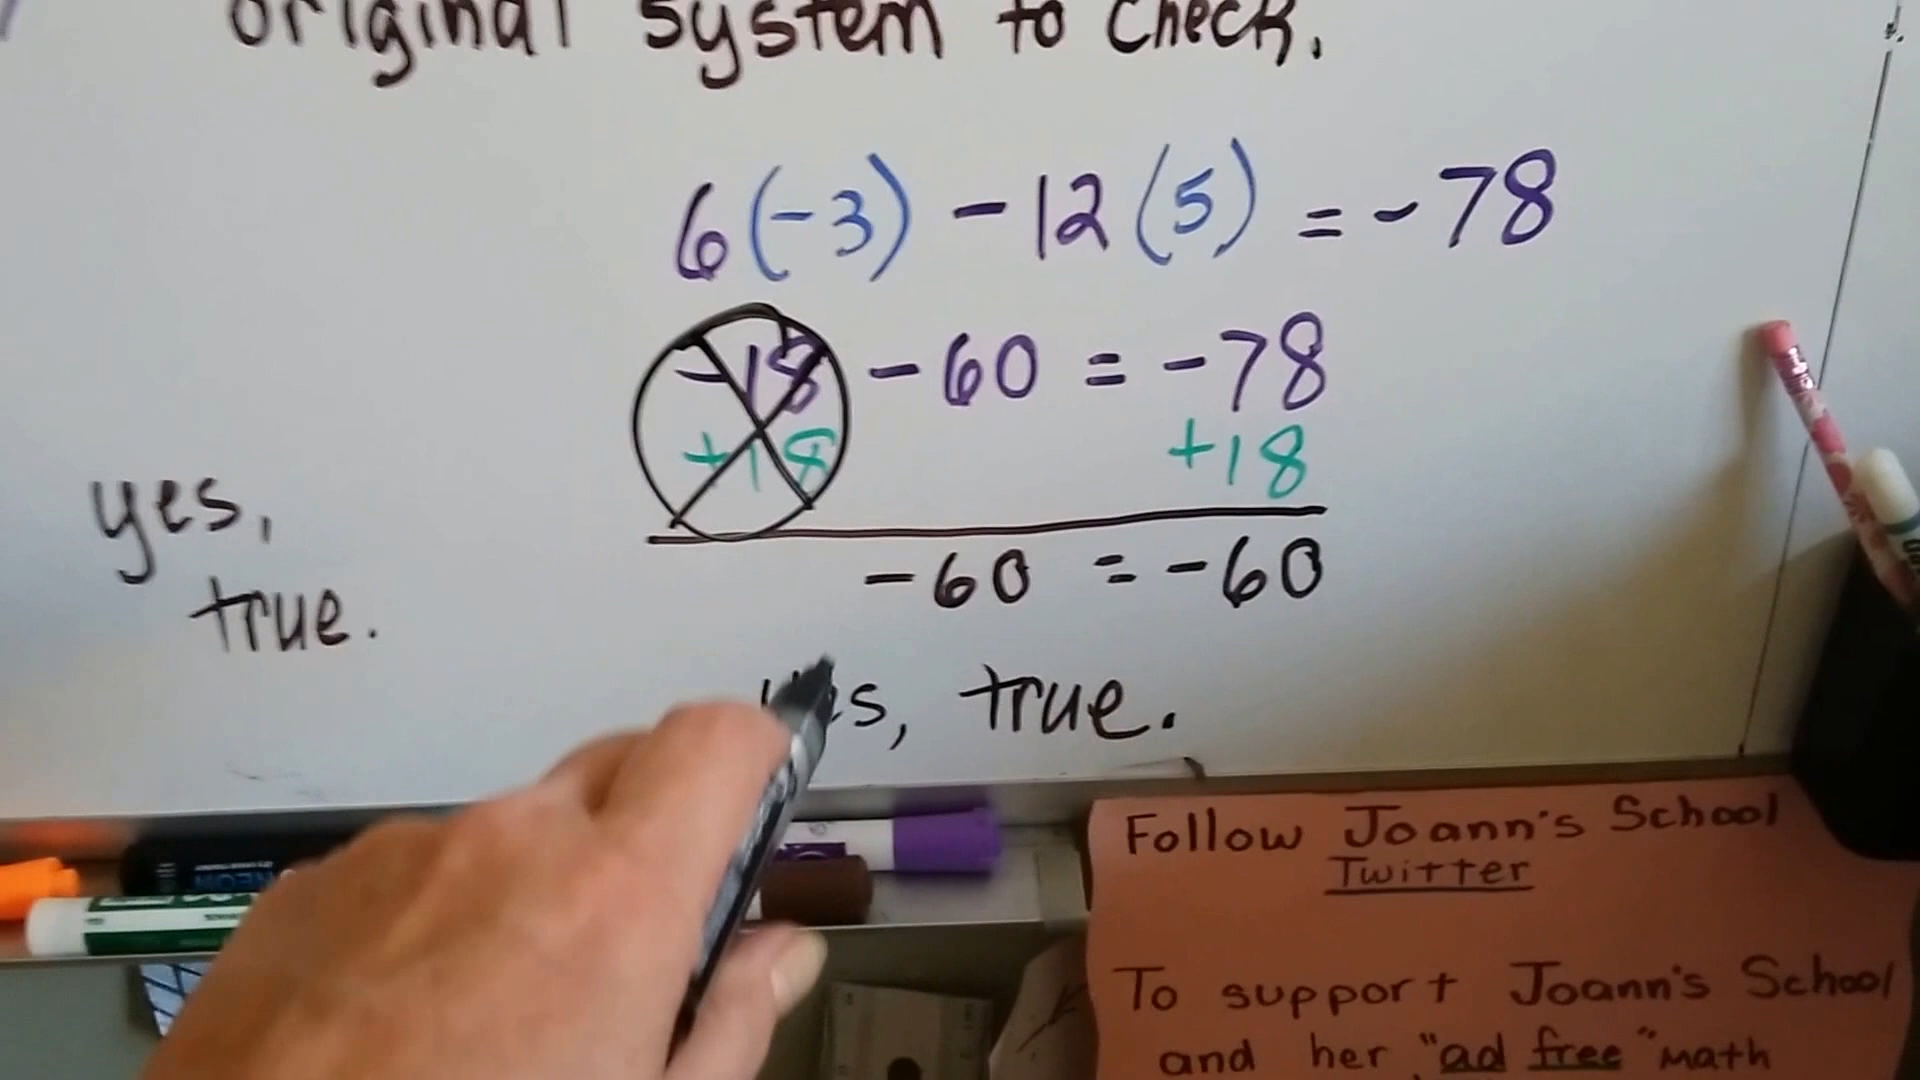 original system to check.
6(-3) - 12(5) = -78
-18 - 60 = -78
+18 +18
-60 = -60
yes,
true.
yes, true.
Follow Joann's School
Twitter
To support Joann's School
and her "ad free" math